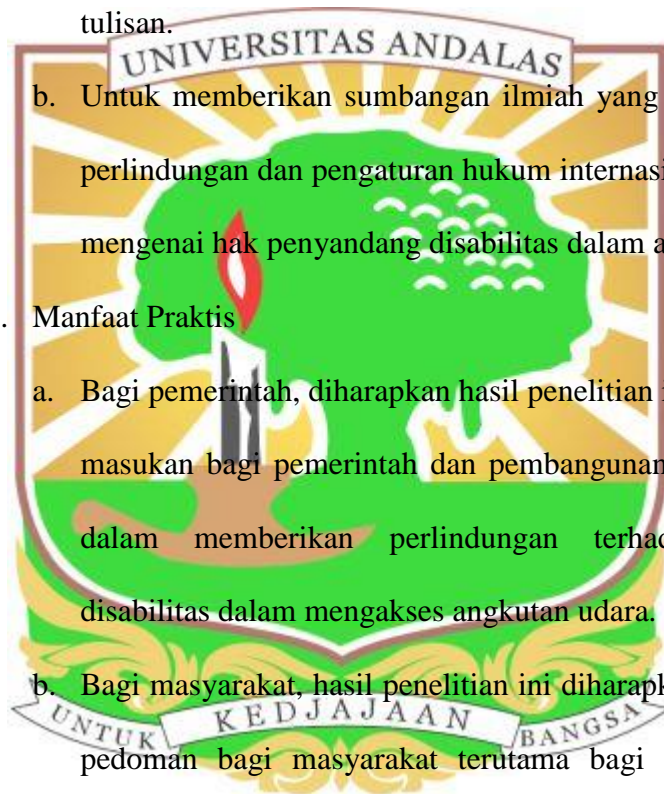 tulisan.
UNIVERSITAS ANDALAS
b. Untuk memberikan sumbangan ilmiah yang
perlindungan dan pengaturan hukum internasi
mengenai hak penyandang disabilitas dalam a
. Manfaat Praktis
a. Bagi pemerintah, diharapkan hasil penelitian
masukan bagi pemerintah dan pembangunan
dalam memberikan perlindungan terhad
disabilitas dalam mengakses angkutan udara.
b. Bagi masyarakat, hasil penelitian ini diharapk
UNTUK KEDJAJAAN BANGSA
pedoman bagi masyarakat terutama bagi